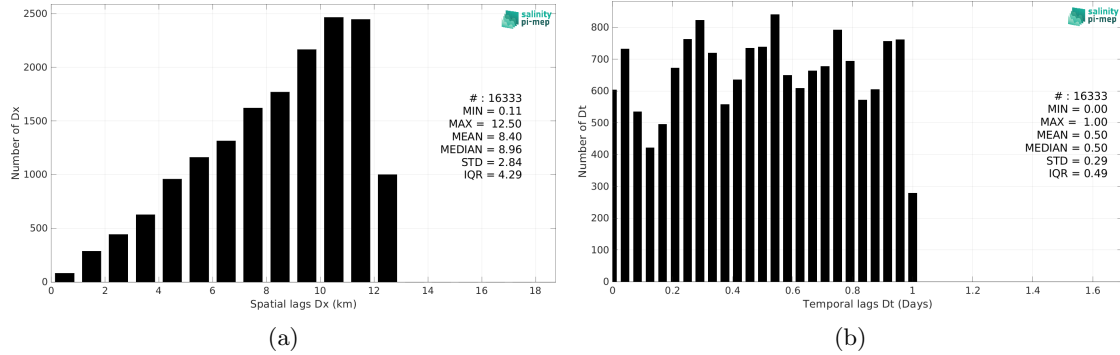 2500
2000
1500
1000
500
0
Number of Dx
0 2 4 6 8 10 12 14 16 18
Spatial lags Dx (km)
salinity
pi-mep
# : 16333
MIN = 0.11
MAX = 12.50
MEAN = 8.40
MEDIAN = 8.96
STD = 2.84
IQR = 4.29
(a)
800
700
600
500
400
300
200
100
0
Number of Dt
0 0.2 0.4 0.6 0.8 1 1.2 1.4 1.6
Temporal lags Dt (Days)
salinity
pi-mep
# : 16333
MIN = 0.00
MAX = 1.00
MEAN = 0.50
MEDIAN = 0.50
STD = 0.29
IQR = 0.49
(b)